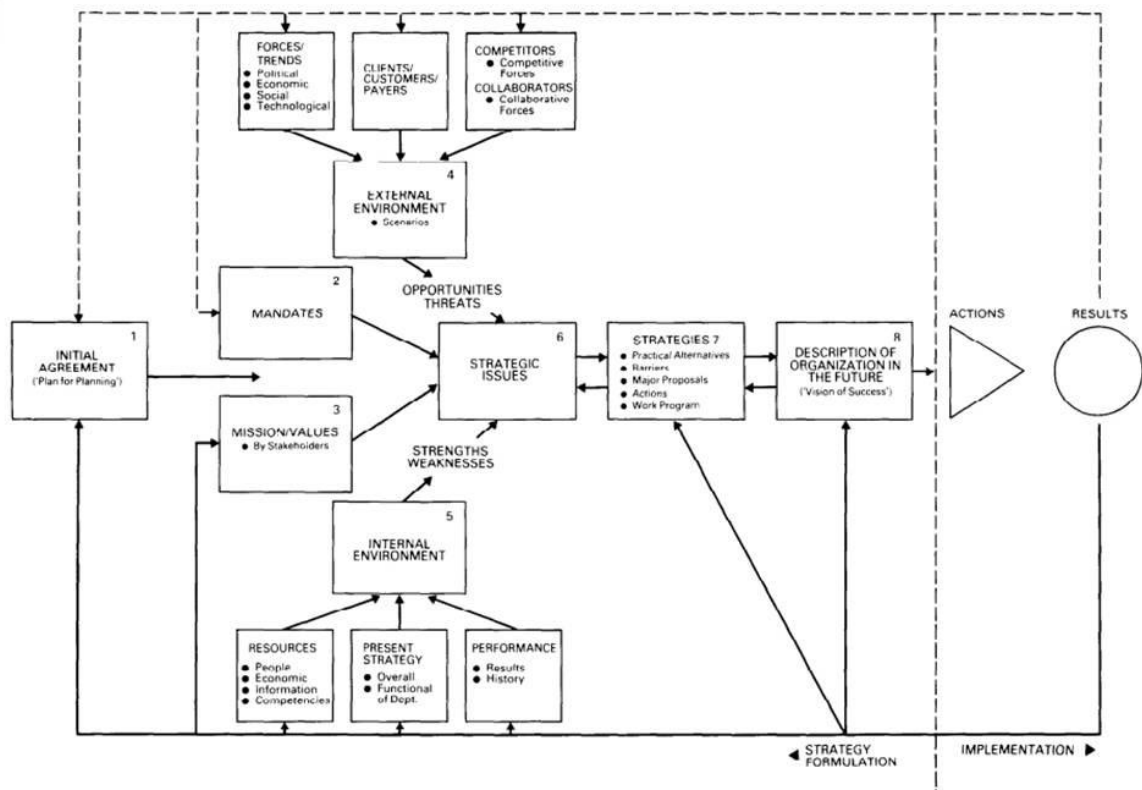 FORCES/
TRENDS
● Political
● Economic
● Social
● Technological
CLIENTS/
CUSTOMERS/
PAYERS
COMPETITORS
● Competitive
Forces
COLLABORATORS
● Collaborative
Forces
4
EXTERNAL
ENVIRONMENT
● Scenarios
OPPORTUNITIES
THREATS
2
MANDATES
1
INITIAL
AGREEMENT
('Plan for Planning')
3
MISSION/VALUES
● By Stakeholders
6
STRATEGIC
ISSUES
STRATEGIES 7
● Practical Alternatives
● Barriers
● Major Proposals
● Actions
● Work Program
8
DESCRIPTION OF
ORGANIZATION IN
THE FUTURE
('Vision of Success')
ACTIONS
RESULTS
STRENGTHS
WEAKNESSES
5
INTERNAL
ENVIRONMENT
RESOURCES
● People
● Economic
● Information
● Competencies
PRESENT
STRATEGY
● Overall
● Functional
of Dept.
PERFORMANCE
● Results
● History
◀ STRATEGY
FORMULATION
IMPLEMENTATION ▶